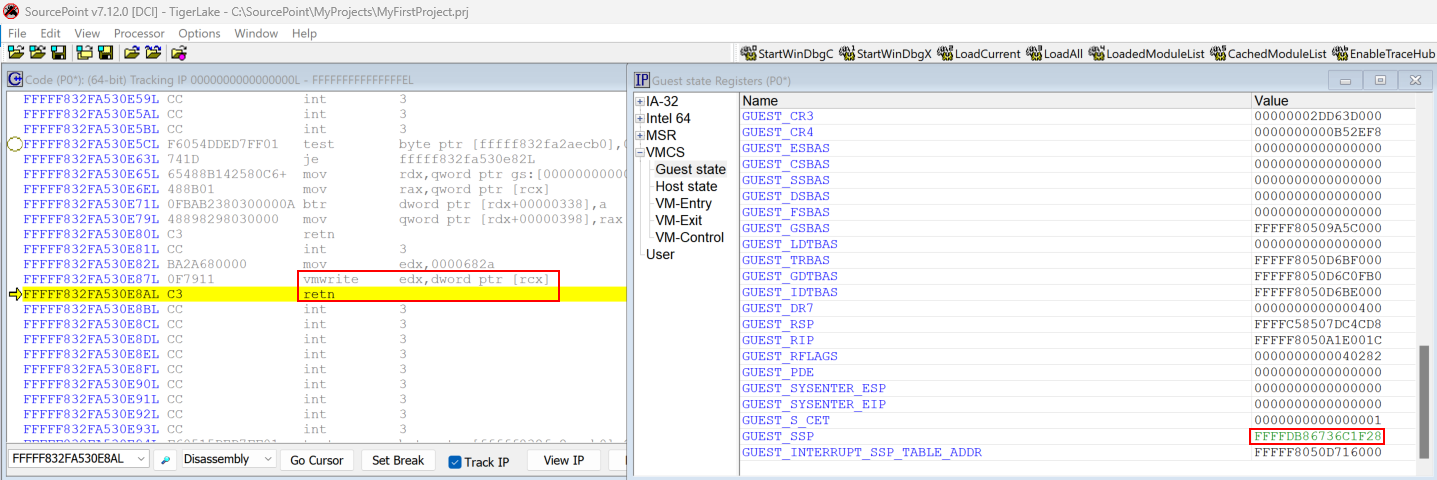 SourcePoint v7.12.0 [DCI] - TigerLake - C:\SourcePoint\MyProjects\MyFirstProject.prj
File Edit View Processor Options Window Help
StartWinDbgC StartWinDbgX LoadCurrent LoadAll LoadedModuleList CachedModuleList EnableTraceHub
Code (P0*): (64-bit) Tracking IP 0000000000000000L - FFFFFFFFFFFFFFFEL
FFFFF832FA530E59L CC int 3
FFFFF832FA530E5AL CC int 3
FFFFF832FA530E5BL CC int 3
FFFFF832FA530E5CL F6054DDED7FF01 test byte ptr [fffff832fa2aecb0],
FFFFF832FA530E63L 741D je fffff832fa530e82L
FFFFF832FA530E65L 65488B142580C6+ mov rdx,qword ptr gs:[00000000000
FFFFF832FA530E6EL 488B01 mov rax,qword ptr [rcx]
FFFFF832FA530E71L 0FBAB2380300000A btr dword ptr [rdx+00000338],a
FFFFF832FA530E79L 48898298030000 mov qword ptr [rdx+00000398],rax
FFFFF832FA530E80L C3 retn
FFFFF832FA530E81L CC int 3
FFFFF832FA530E82L BA2A680000 mov edx,0000682a
FFFFF832FA530E87L 0F7911 vmwrite edx,dword ptr [rcx]
FFFFF832FA530E8AL C3 retn
FFFFF832FA530E8BL CC int 3
FFFFF832FA530E8CL CC int 3
FFFFF832FA530E8DL CC int 3
FFFFF832FA530E8EL CC int 3
FFFFF832FA530E8FL CC int 3
FFFFF832FA530E90L CC int 3
FFFFF832FA530E91L CC int 3
FFFFF832FA530E92L CC int 3
FFFFF832FA530E93L CC int 3
FFFFF832FA530E8AL Disassembly Go Cursor Set Break Track IP View IP
IP Guest state Registers (P0*)
IA-32
Intel 64
MSR
VMCS
Guest state
Host state
VM-Entry
VM-Exit
VM-Control
User
Name Value
GUEST_CR3 00000002DD63D000
GUEST_CR4 0000000000B52EF8
GUEST_ESBAS 0000000000000000
GUEST_CSBAS 0000000000000000
GUEST_SSBAS 0000000000000000
GUEST_DSBAS 0000000000000000
GUEST_FSBAS 0000000000000000
GUEST_GSBAS FFFFF80509A5C000
GUEST_LDTBAS 0000000000000000
GUEST_TRBAS FFFFF8050D6BF000
GUEST_GDTBAS FFFFF8050D6C0FB0
GUEST_IDTBAS FFFFF8050D6BE000
GUEST_DR7 0000000000000400
GUEST_RSP FFFFC58507DC4CD8
GUEST_RIP FFFFF8050A1E001C
GUEST_RFLAGS 0000000000040282
GUEST_PDE 0000000000000000
GUEST_SYSENTER_ESP 0000000000000000
GUEST_SYSENTER_EIP 0000000000000000
GUEST_S_CET 0000000000000001
GUEST_SSP FFFFDB86736C1F28
GUEST_INTERRUPT_SSP_TABLE_ADDR FFFFF8050D716000